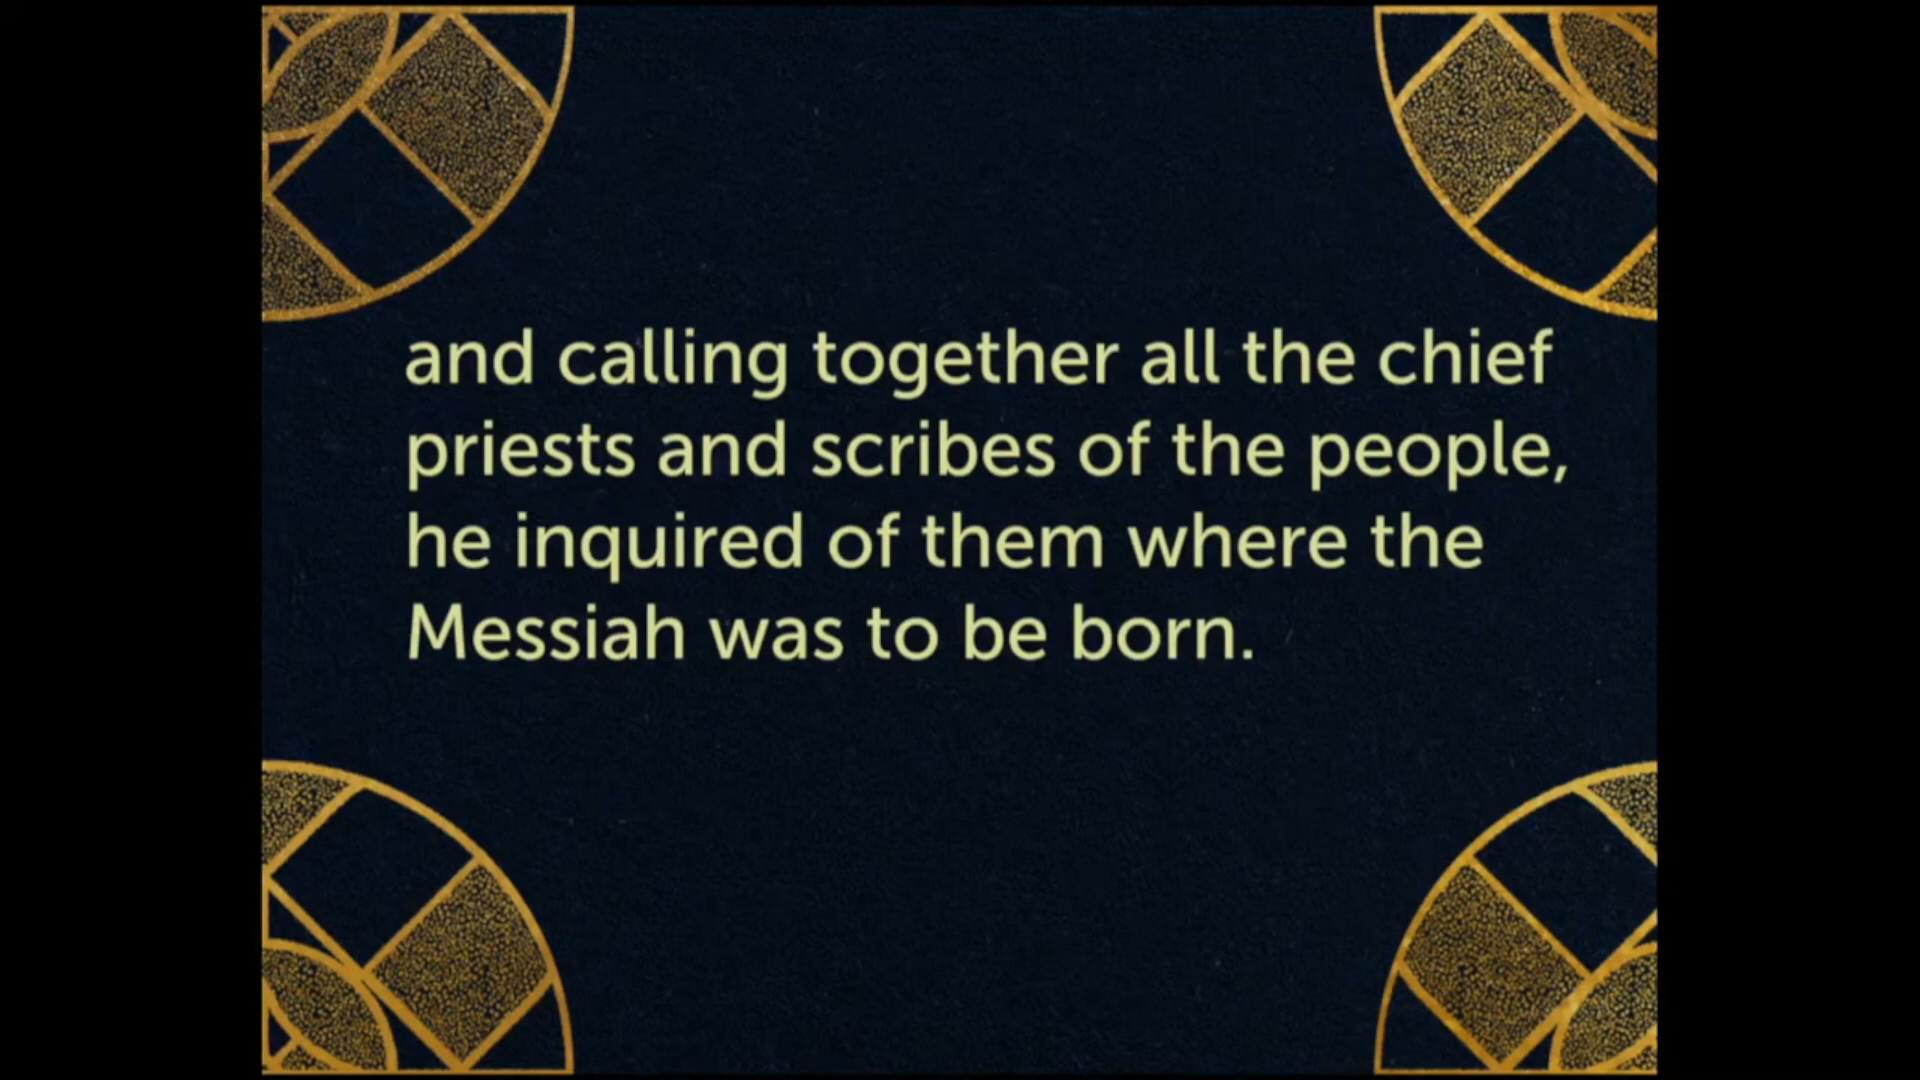 and calling together all the chief
priests and scribes of the people,
he inquired of them where the
Messiah was to be born.